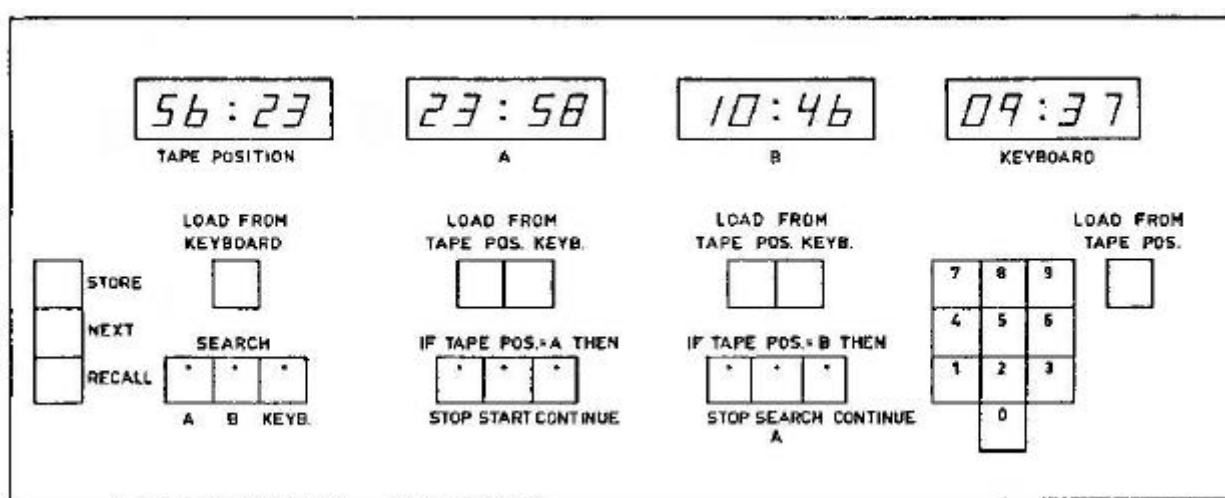 56:23 23:58 10:46 09:37
TAPE POSITION A B KEYBOARD
LOAD FROM KEYBOARD
LOAD FROM
TAPE POS. KEYB.
LOAD FROM
TAPE POS. KEYB.
LOAD FROM
TAPE POS.
STORE
NEXT
RECALL
SEARCH
A B KEYB.
IF TAPE POS.=A THEN
STOP START CONTINUE
IF TAPE POS.=B THEN
STOP SEARCH CONTINUE
A
7 8 9
4 5 6
1 2 3
0